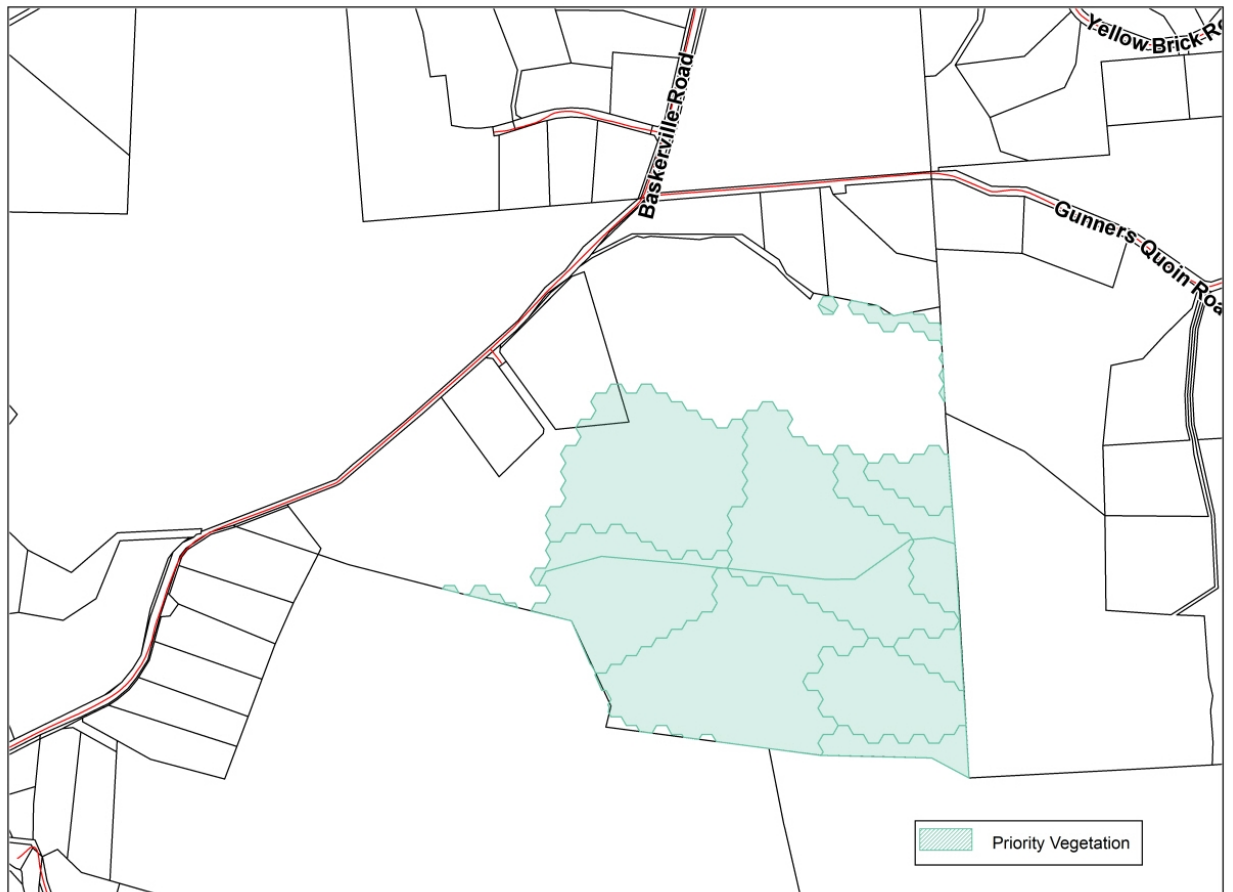 Yellow Brick Ro
Baskerville Road
Gunners Quoin Roa
Priority Vegetation